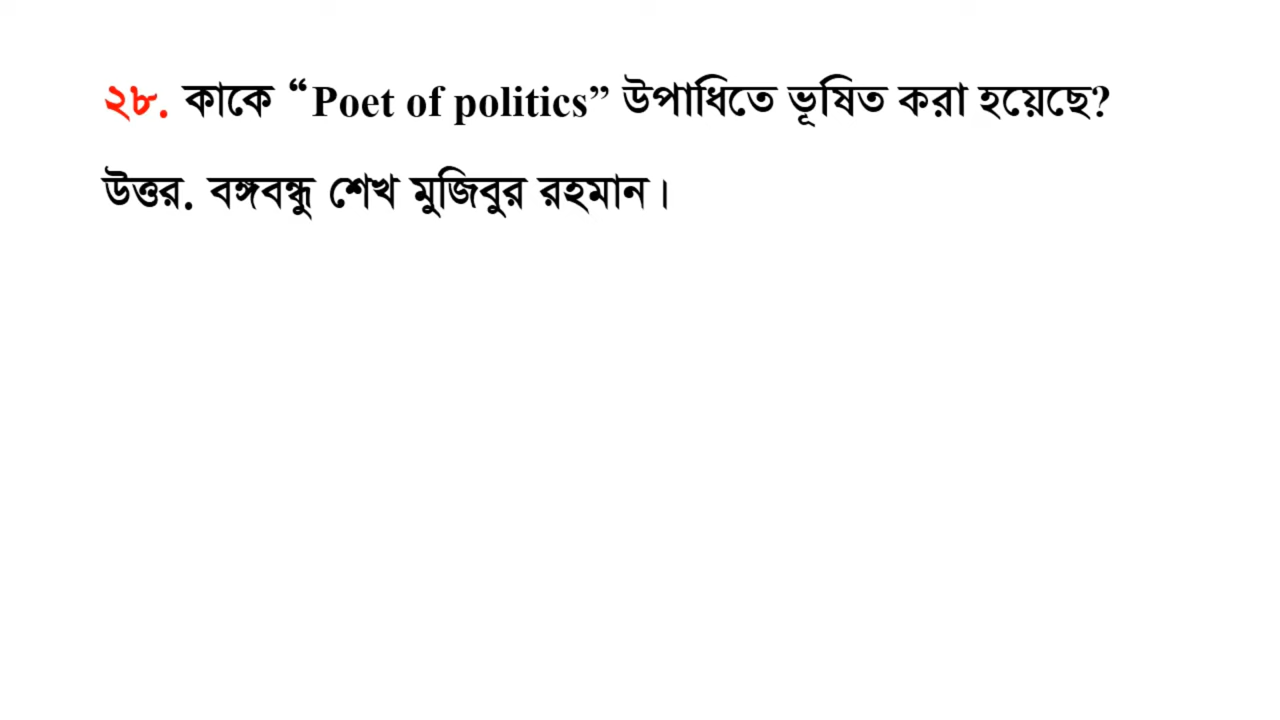 ২৮. কাকে “Poet of politics” উপাধিতে ভূষিত করা হয়েছে?
উত্তর. বঙ্গবন্ধু শেখ মুজিবুর রহমান।